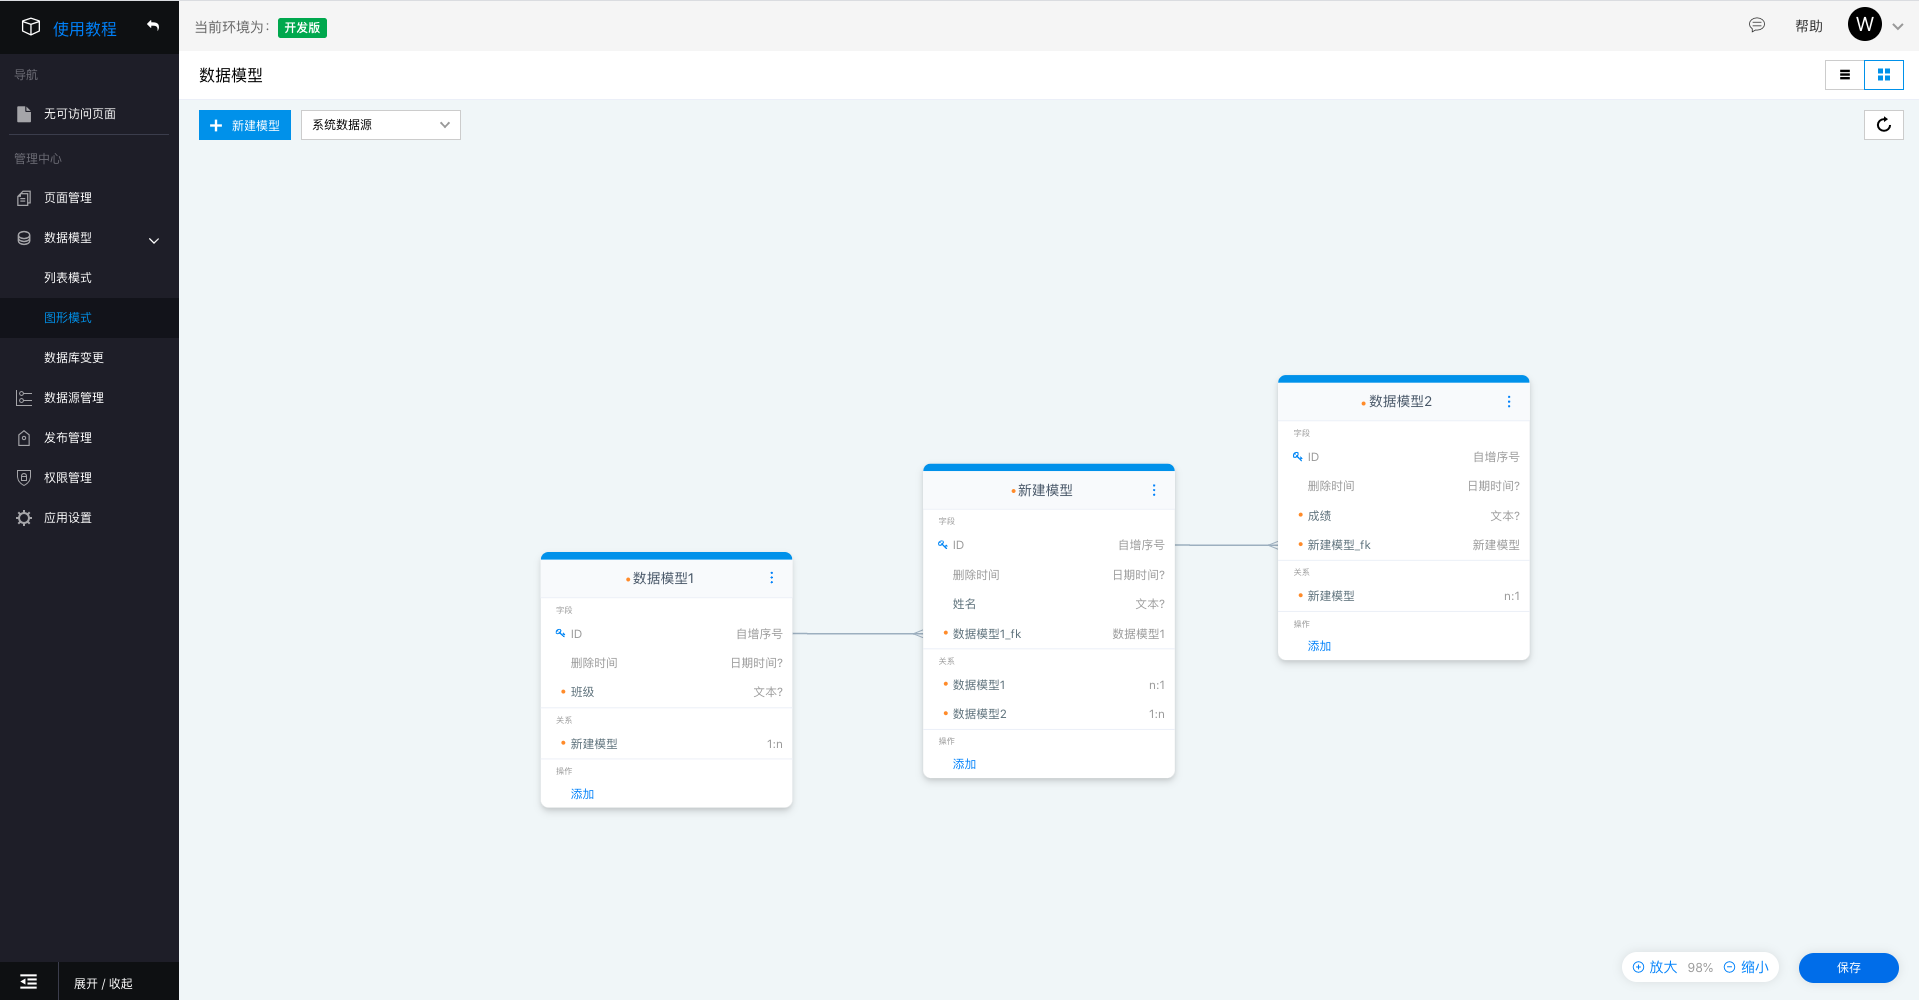 使用教程
导航
无可访问页面
管理中心
页面管理
数据模型
列表模式
图形模式
数据库变更
数据源管理
发布管理
权限管理
应用设置
展开 / 收起
当前环境为： 开发版
帮助
W
数据模型
新建模型
系统数据源
数据模型1
字段
ID 自增序号
删除时间 日期时间?
班级 文本?
关系
新建模型 1:n
操作
添加
新建模型
字段
ID 自增序号
删除时间 日期时间?
姓名 文本?
数据模型1_fk 数据模型1
关系
数据模型1 n:1
数据模型2 1:n
操作
添加
数据模型2
字段
ID 自增序号
删除时间 日期时间?
成绩 文本?
新建模型_fk 新建模型
关系
新建模型 n:1
操作
添加
放大 98% 缩小
保存